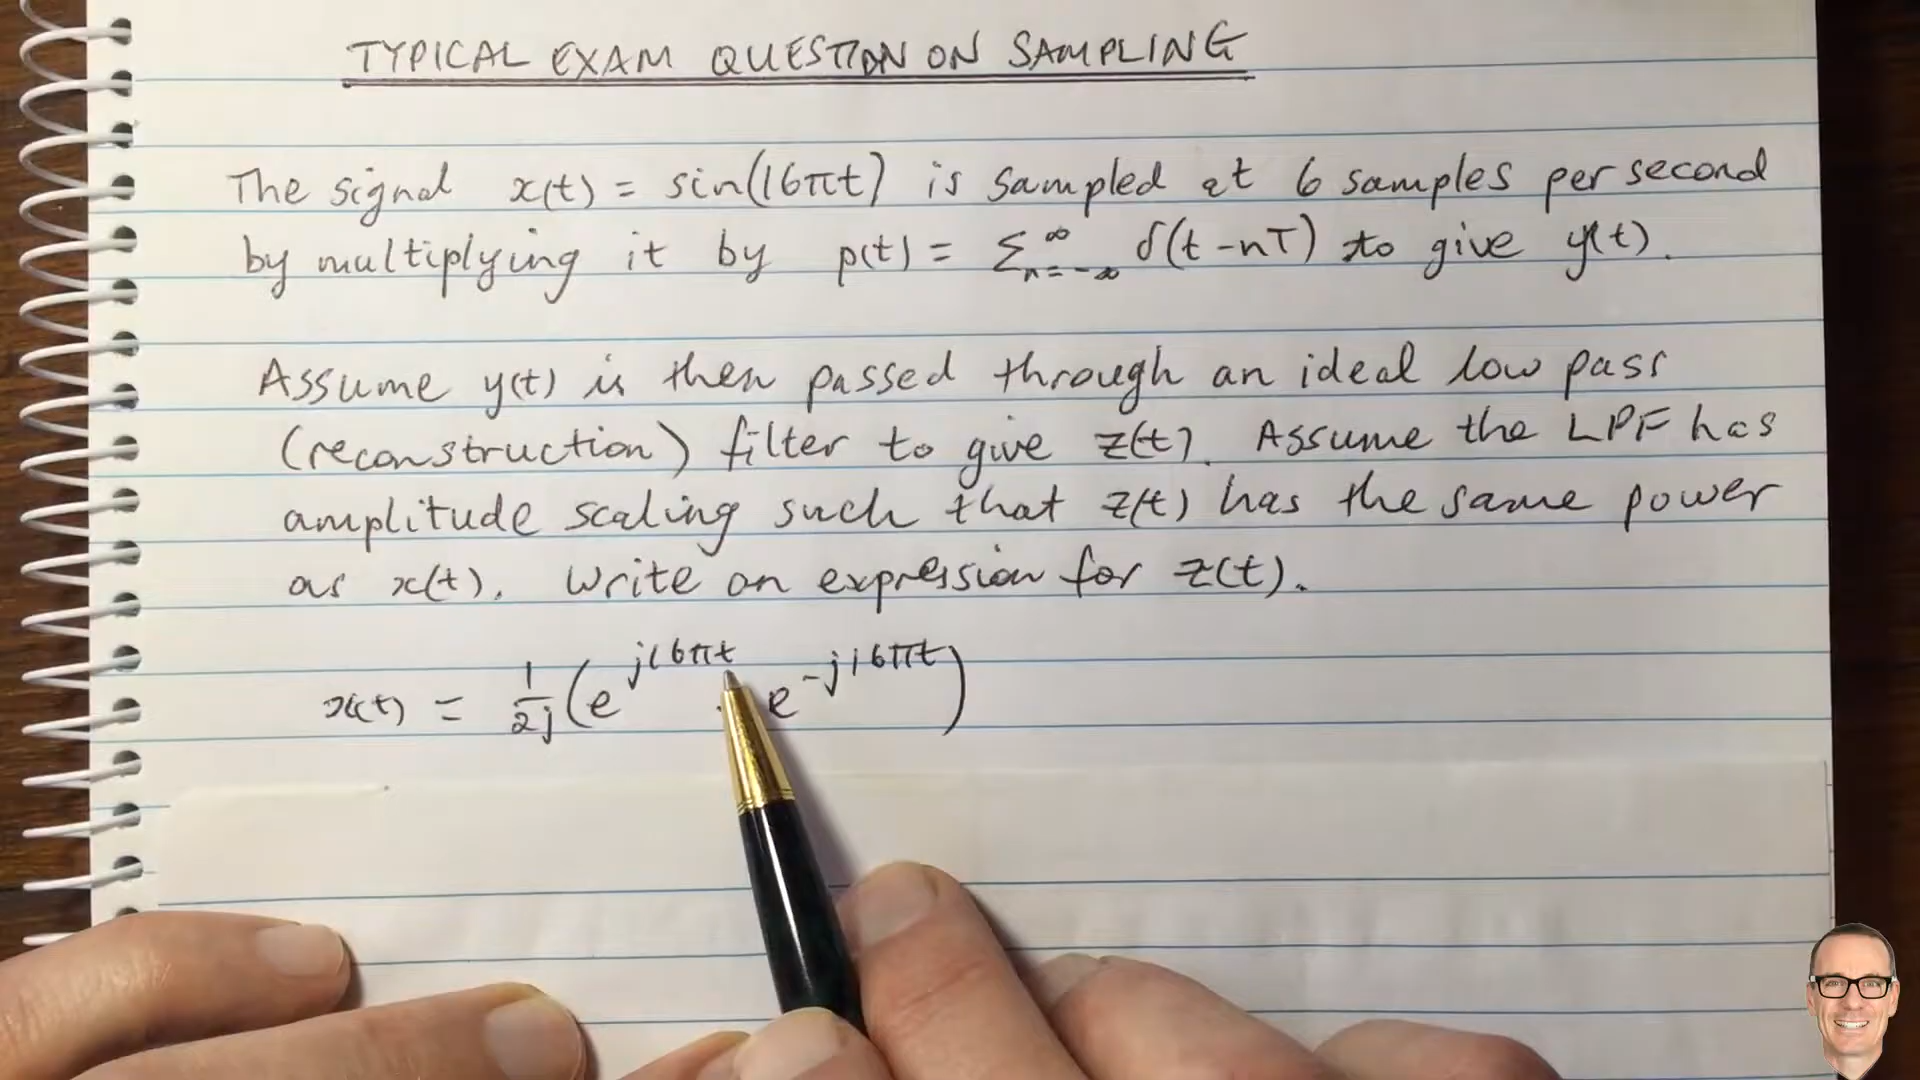 TYPICAL EXAM QUESTION ON SAMPLING
The signal x(t) = sin(16πt) is sampled at 6 samples per second
by multiplying it by p(t) = ∑_{n=-∞}^{∞} δ(t-nT) to give y(t).
Assume y(t) is then passed through an ideal low pass
(reconstruction) filter to give z(t). Assume the LPF has
amplitude scaling such that z(t) has the same power
as x(t). Write an expression for z(t).
x(t) = 1/2j (e^{j16πt} e^{-j16πt})